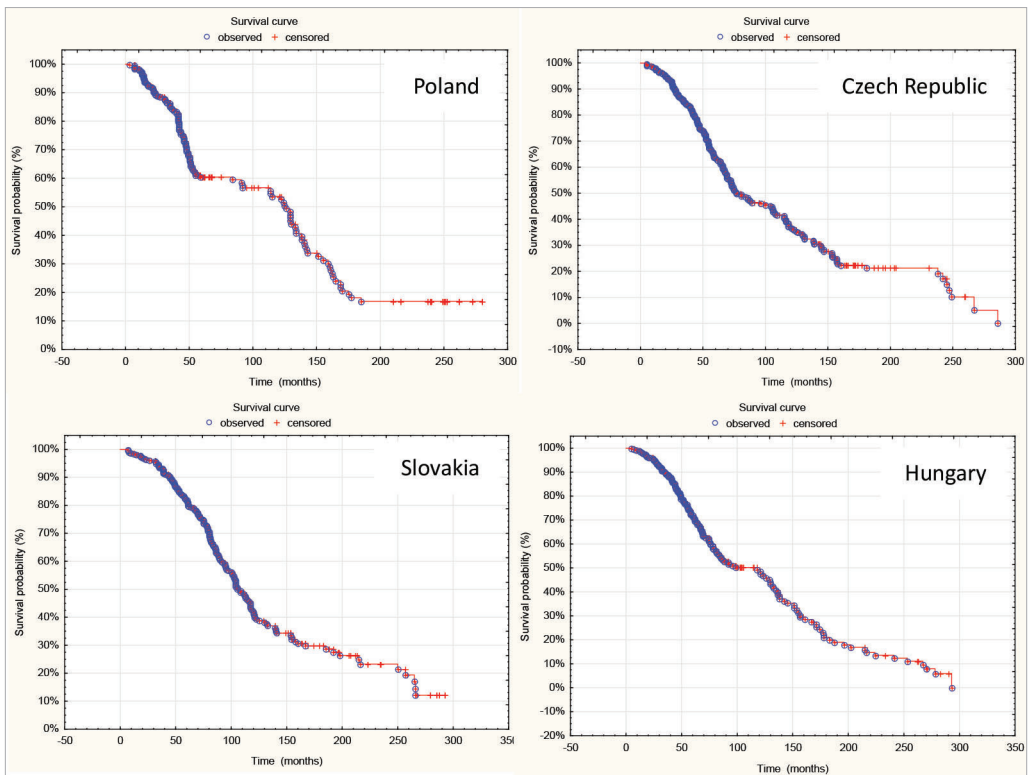 Survival curve
observed censored
Poland
Survival probability (%)
100%
90%
80%
70%
60%
50%
40%
30%
20%
10%
0%
-50 0 50 100 150 200 250 300
Time (months)
Survival curve
observed censored
Czech Republic
Survival probability (%)
100%
90%
80%
70%
60%
50%
40%
30%
20%
10%
0%
-10%
-50 0 50 100 150 200 250 300
Time (months)
Survival curve
observed censored
Slovakia
Survival probability (%)
100%
90%
80%
70%
60%
50%
40%
30%
20%
10%
0%
-50 0 50 100 150 200 250 300 350
Time (months)
Survival curve
observed censored
Hungary
Survival probability (%)
100%
90%
80%
70%
60%
50%
40%
30%
20%
10%
0%
-10%
-20%
-50 0 50 100 150 200 250 300 350
Time (months)